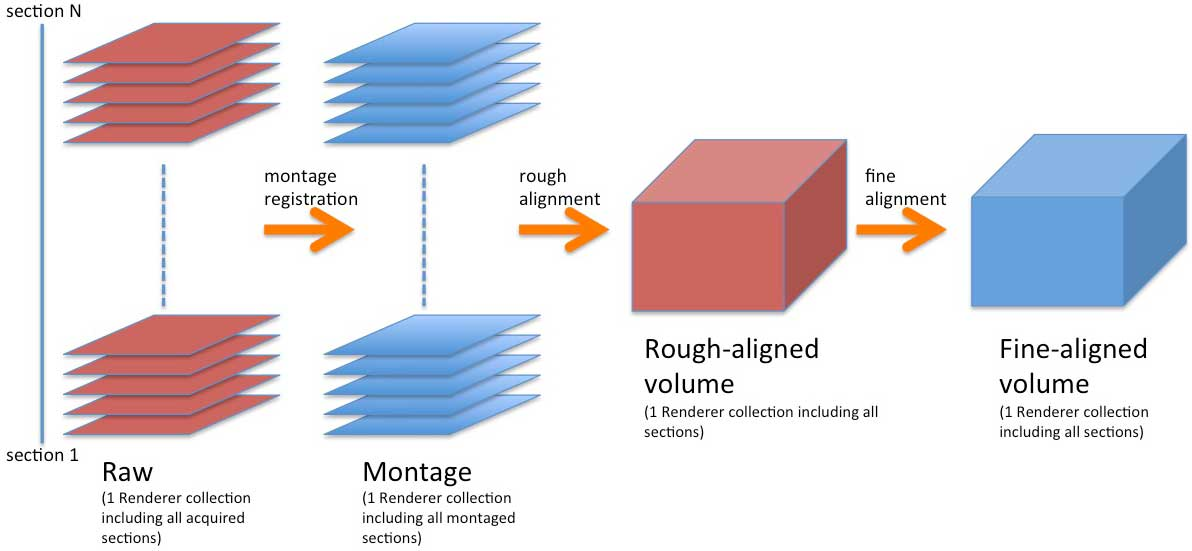 section N
montage
registration
rough
alignment
fine
alignment
Rough-aligned
volume
(1 Renderer collection including all
sections)
Fine-aligned
volume
(1 Renderer collection
including all sections)
section 1
Raw
(1 Renderer collection
including all acquired
sections)
Montage
(1 Renderer collection
including all montaged
sections)